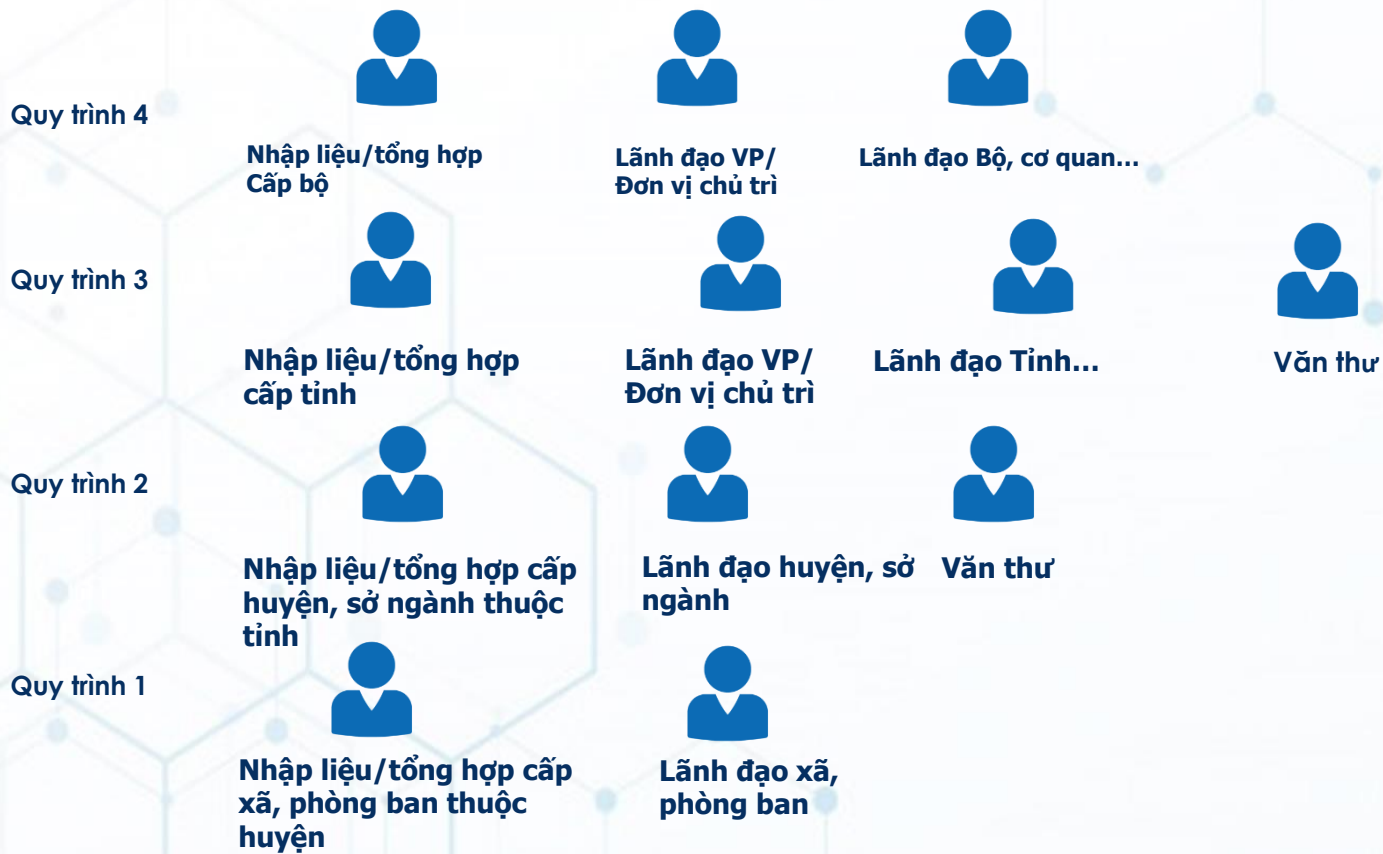 Quy trình 4
Nhập liệu/tổng hợp
Cấp bộ
Lãnh đạo VP/
Đơn vị chủ trì
Lãnh đạo Bộ, cơ quan...
Quy trình 3
Nhập liệu/tổng hợp
cấp tỉnh
Lãnh đạo VP/
Đơn vị chủ trì
Lãnh đạo Tỉnh...
Văn thư
Quy trình 2
Nhập liệu/tổng hợp cấp
huyện, sở ngành thuộc
tỉnh
Lãnh đạo huyện, sở
ngành
Văn thư
Quy trình 1
Nhập liệu/tổng hợp cấp
xã, phòng ban thuộc
huyện
Lãnh đạo xã,
phòng ban